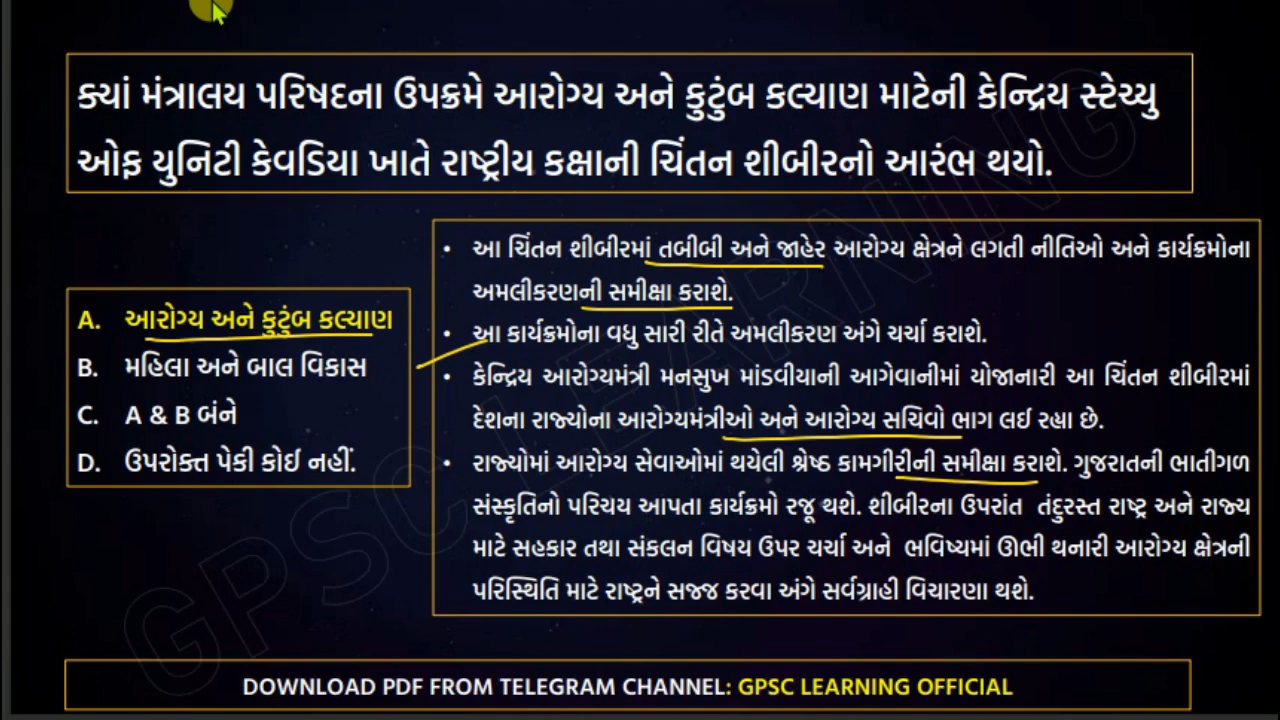 ક્યાં મંત્રાલય પરિષદના ઉપક્રમે આરોગ્ય અને કુટુંબ કલ્યાણ માટેની કેન્દ્રિય સ્ટેચ્યુ
ઓફ યુનિટી કેવડિયા ખાતે રાષ્ટ્રીય કક્ષાની ચિંતન શીબીરનો આરંભ થયો.
A. આરોગ્ય અને કુટુંબ કલ્યાણ
B. મહિલા અને બાલ વિકાસ
C. A & B બંને
D. ઉપરોક્ત પેકી કોઈ નહીં.
• આ ચિંતન શીબીરમાં તબીબી અને જાહેર આરોગ્ય ક્ષેત્રને લગતી નીતિઓ અને કાર્યક્રમોના
અમલીકરણની સમીક્ષા કરાશે.
• આ કાર્યક્રમોના વધુ સારી રીતે અમલીકરણ અંગે ચર્ચા કરાશે.
• કેન્દ્રિય આરોગ્યમંત્રી મનસુખ માંડવીયાની આગેવાનીમાં યોજાનારી આ ચિંતન શીબીરમાં
દેશના રાજ્યોના આરોગ્યમંત્રીઓ અને આરોગ્ય સચિવો ભાગ લઈ રહ્યા છે.
• રાજ્યોમાં આરોગ્ય સેવાઓમાં થયેલી શ્રેષ્ઠ કામગીરીની સમીક્ષા કરાશે. ગુજરાતની ભાતીગળ
સંસ્કૃતિનો પરિચય આપતા કાર્યક્રમો રજૂ થશે. શીબીરના ઉપરાંત તંદુરસ્ત રાષ્ટ્ર અને રાજ્ય
માટે સહકાર તથા સંકલન વિષય ઉપર ચર્ચા અને ભવિષ્યમાં ઊભી થનારી આરોગ્ય ક્ષેત્રની
પરિસ્થિતિ માટે રાષ્ટ્રને સજ્જ કરવા અંગે સર્વગ્રાહી વિચારણા થશે.
GPSC LEARNING
DOWNLOAD PDF FROM TELEGRAM CHANNEL: GPSC LEARNING OFFICIAL